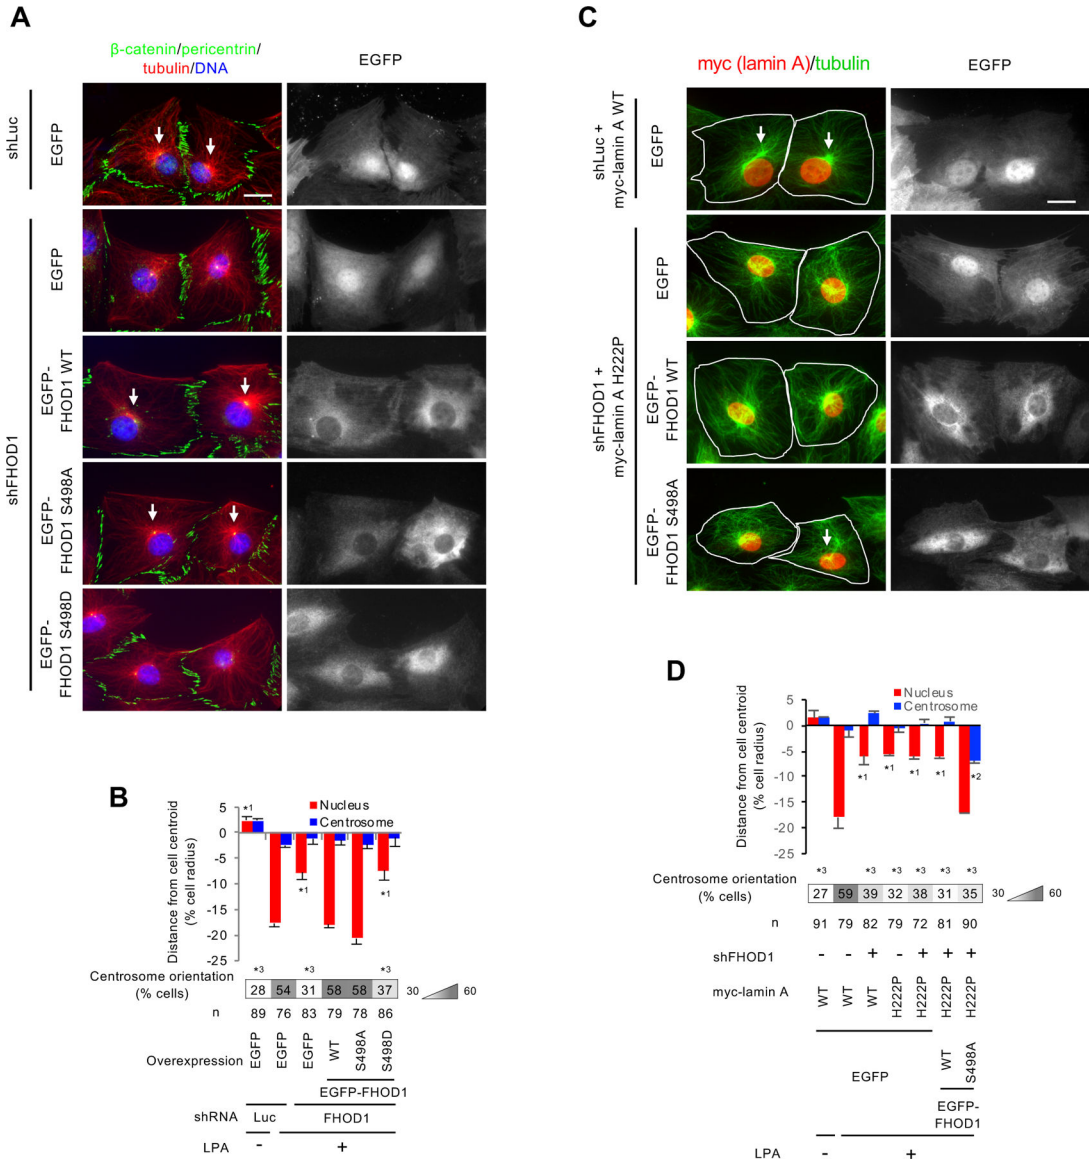 A
β-catenin/pericentrin/
tubulin/DNA
EGFP
shLuc
EGFP
shFHOD1
EGFP
EGFP-
FHOD1 WT
EGFP-
FHOD1 S498A
EGFP-
FHOD1 S498D
B
Distance from cell centroid
(% cell radius)
5
0
-5
-10
-15
-20
-25
Nucleus
Centrosome
*1
*1
*1
Centrosome orientation
(% cells)
*3 *3 *3
28 54 31 58 58 37
30 60
n 89 76 83 79 78 86
Overexpression EGFP EGFP EGFP WT S498A S498D
EGFP-FHOD1
shRNA Luc FHOD1
LPA - +
C
myc (lamin A)/tubulin
EGFP
shLuc +
myc-lamin A WT
EGFP
shFHOD1 +
myc-lamin A H222P
EGFP
EGFP-
FHOD1 WT
EGFP-
FHOD1 S498A
D
Distance from cell centroid
(% cell radius)
5
0
-5
-10
-15
-20
-25
Nucleus
Centrosome
*1 *1 *1 *1 *2
Centrosome orientation
(% cells)
*3 *3 *3 *3 *3 *3
27 59 39 32 38 31 35
30 60
n 91 79 82 79 72 81 90
shFHOD1 - - + - + + +
myc-lamin A WT WT WT H222P H222P H222P H222P
EGFP
WT S498A
EGFP-
FHOD1
LPA - +